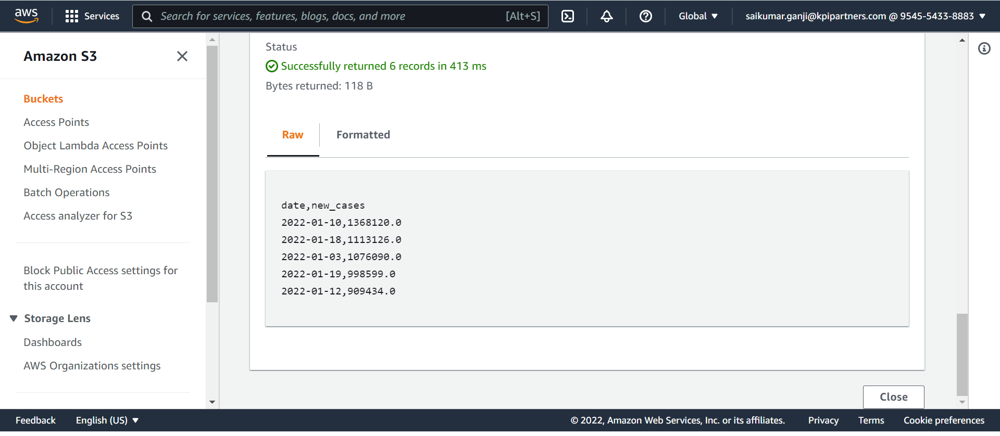 aws
Services
Search for services, features, blogs, docs, and more
[Alt+S]
Global
saikumar.ganji@kpipartners.com @ 9545-5433-8883
Amazon S3
Buckets
Access Points
Object Lambda Access Points
Multi-Region Access Points
Batch Operations
Access analyzer for S3
Block Public Access settings for
this account
Storage Lens
Dashboards
AWS Organizations settings
Status
Successfully returned 6 records in 413 ms
Bytes returned: 118 B
Raw
Formatted
date,new_cases
2022-01-10,1368120.0
2022-01-18,1113126.0
2022-01-03,1076090.0
2022-01-19,998599.0
2022-01-12,909434.0
Close
Feedback
English (US)
© 2022, Amazon Web Services, Inc. or its affiliates.
Privacy
Terms
Cookie preferences